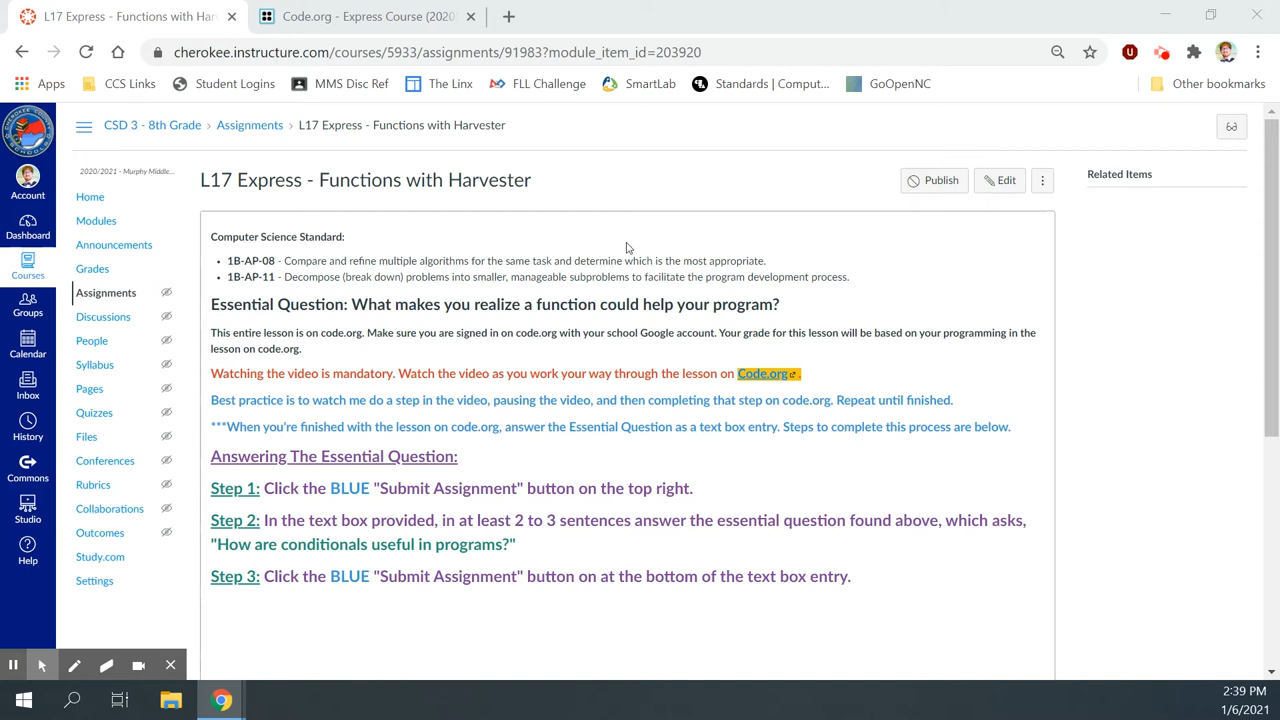 L17 Express - Functions with Har
Code.org - Express Course (2020
cherokee.instructure.com/courses/5933/assignments/91983?module_item_id=203920
Apps
CCS Links
Student Logins
MMS Disc Ref
The Linx
FLL Challenge
SmartLab
Standards | Comput...
GoOpenNC
Other bookmarks
CSD 3 - 8th Grade › Assignments › L17 Express - Functions with Harvester
Account
Dashboard
Courses
Groups
Calendar
Inbox
History
Commons
Studio
Help
2020/2021 - Murphy Middle...
Home
Modules
Announcements
Grades
Assignments
Discussions
People
Syllabus
Pages
Quizzes
Files
Conferences
Rubrics
Collaborations
Outcomes
Study.com
Settings
L17 Express - Functions with Harvester
Publish
Edit
Related Items
Computer Science Standard:
• 1B-AP-08 - Compare and refine multiple algorithms for the same task and determine which is the most appropriate.
• 1B-AP-11 - Decompose (break down) problems into smaller, manageable subproblems to facilitate the program development process.
Essential Question: What makes you realize a function could help your program?
This entire lesson is on code.org. Make sure you are signed in on code.org with your school Google account. Your grade for this lesson will be based on your programming in the
lesson on code.org.
Watching the video is mandatory. Watch the video as you work your way through the lesson on Code.org .
Best practice is to watch me do a step in the video, pausing the video, and then completing that step on code.org. Repeat until finished.
***When you're finished with the lesson on code.org, answer the Essential Question as a text box entry. Steps to complete this process are below.
Answering The Essential Question:
Step 1: Click the BLUE "Submit Assignment" button on the top right.
Step 2: In the text box provided, in at least 2 to 3 sentences answer the essential question found above, which asks,
"How are conditionals useful in programs?"
Step 3: Click the BLUE "Submit Assignment" button on at the bottom of the text box entry.
2:39 PM
1/6/2021